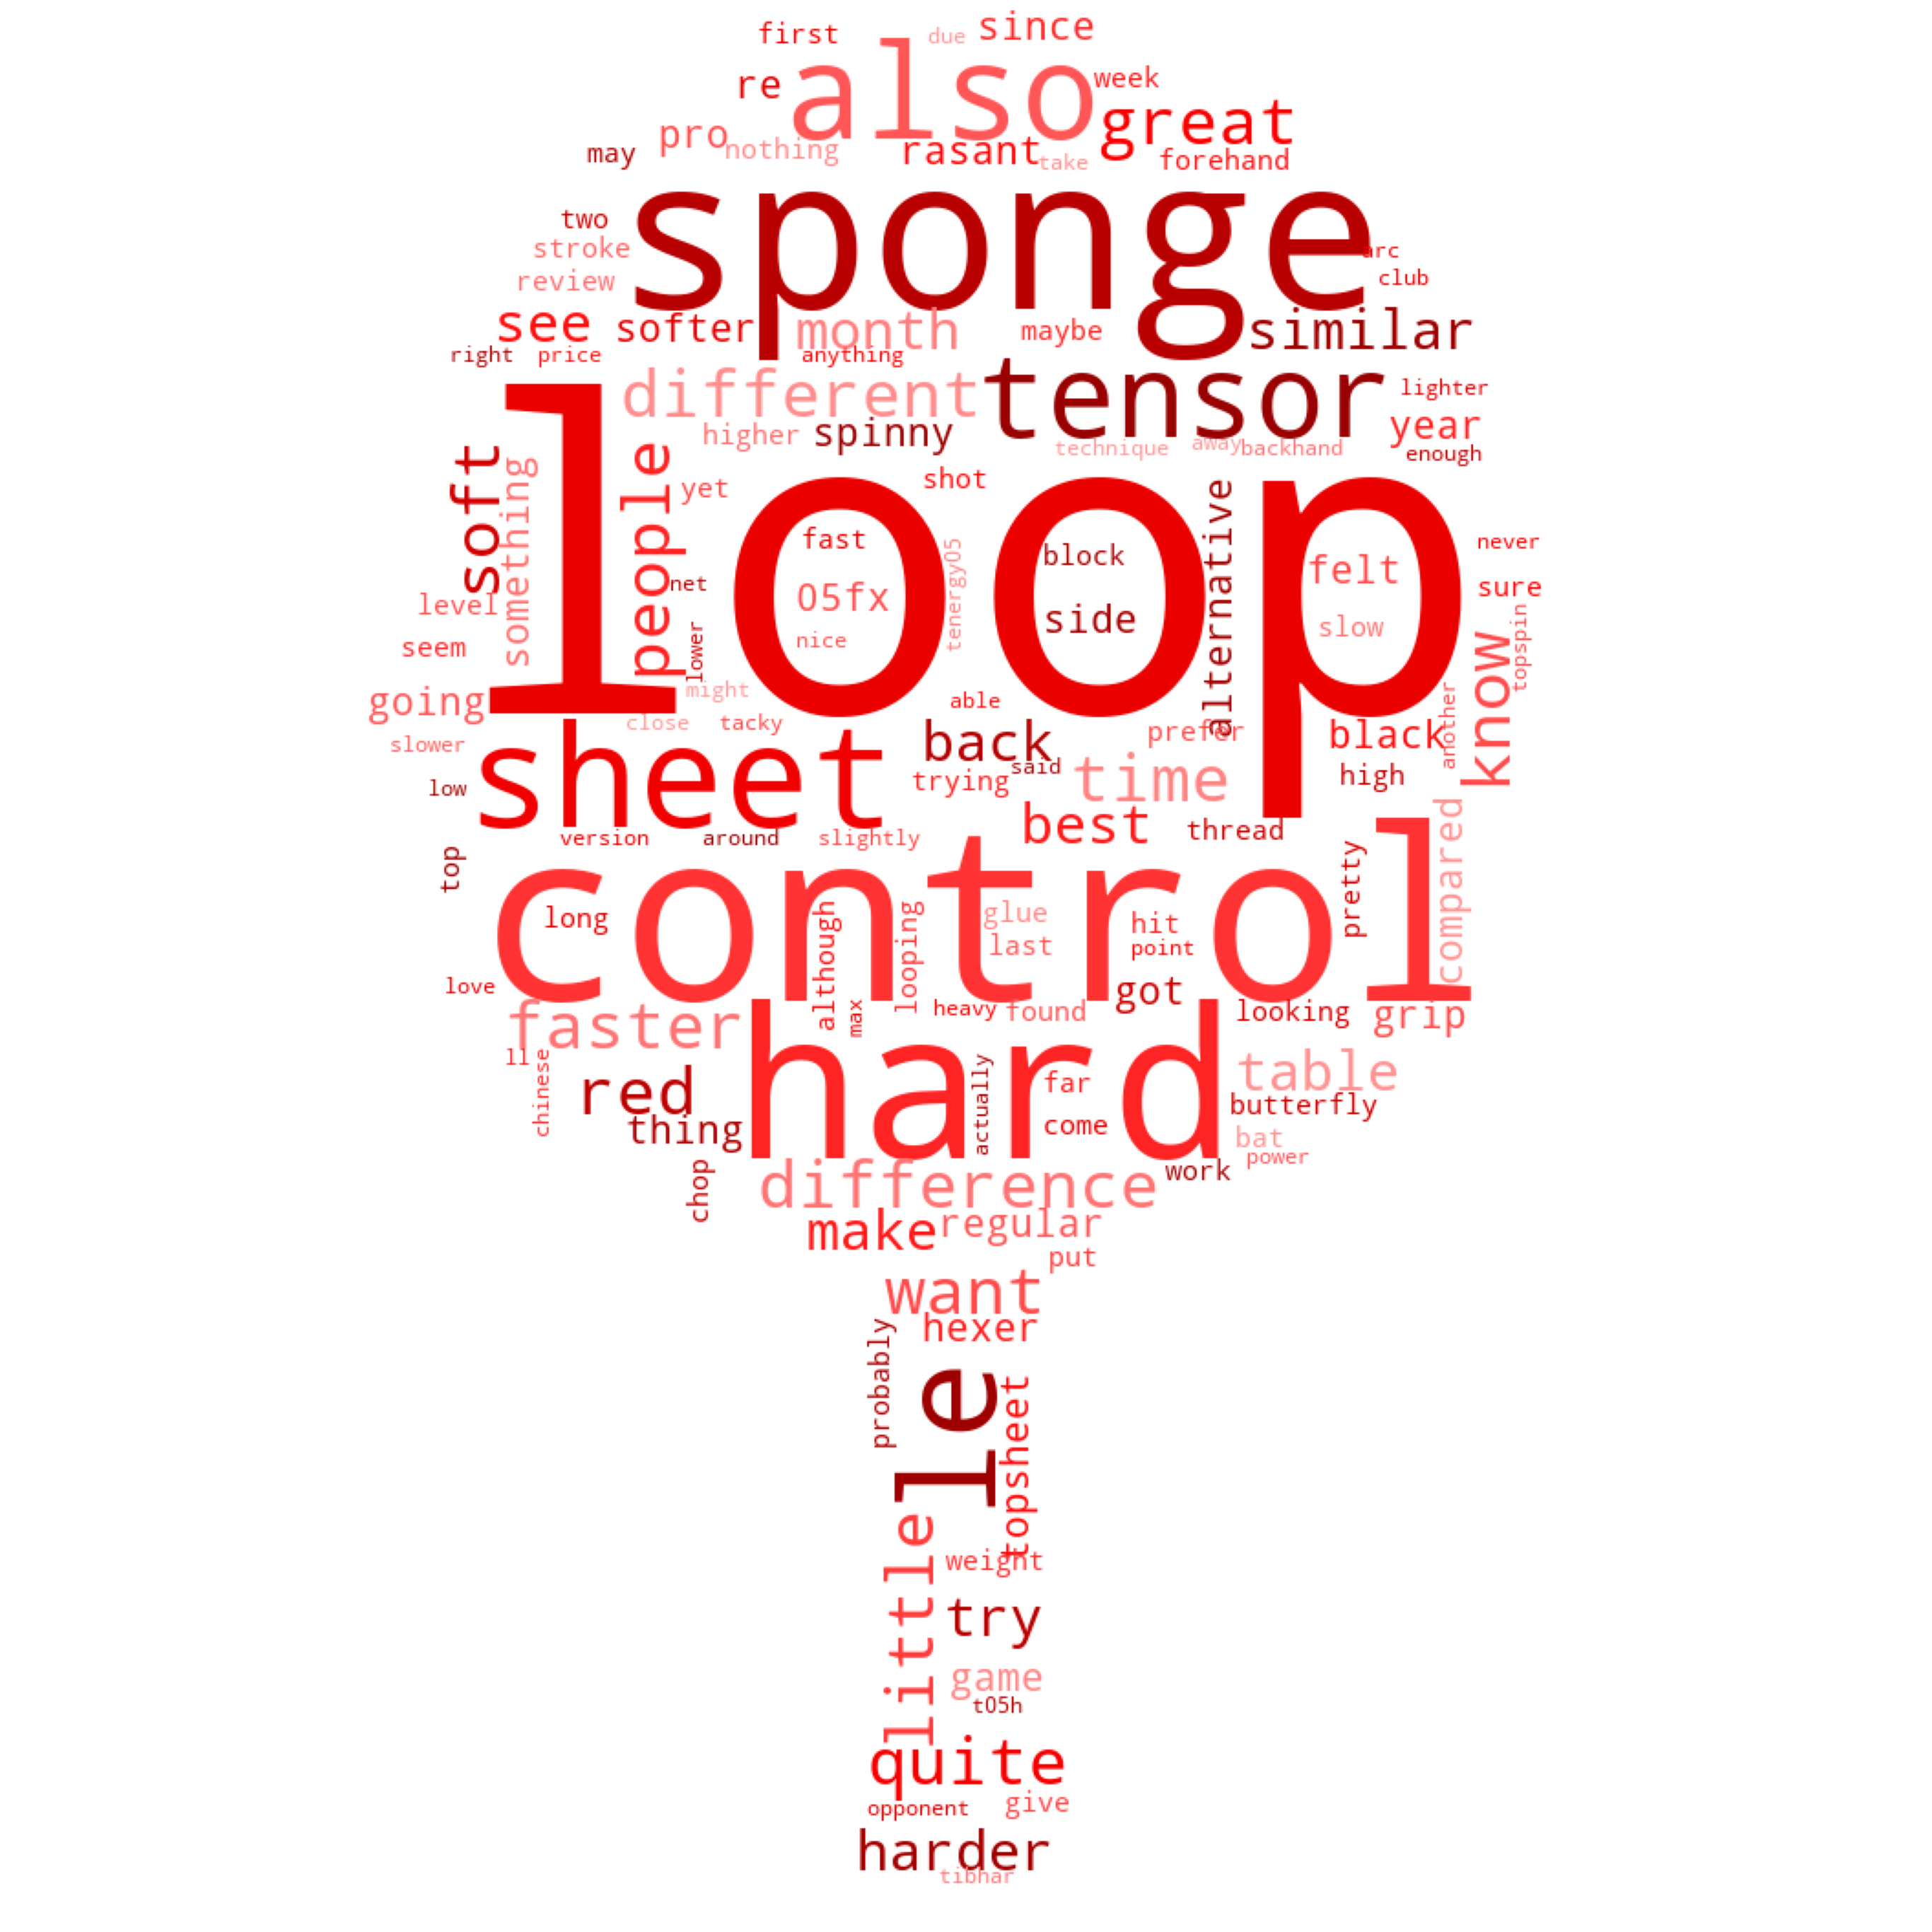 first
due
since
re
also
week
great
pro
nothing
may
rasant
take
forehand
two
sponge
stroke
arc
review
club
see
softer
month
maybe
similar
right
price
anything
different
tensor
lighter
higher
spinny
year
technique
away
backhand
enough
soft
something
people
yet
shot
loop
alternative
fast
05fx
nice
tenergy05
block
side
felt
slow
never
sure
topspin
net
lower
level
seem
might
going
close
tacky
able
know
slower
sheet
back
said
prefer
black
another
low
trying
time
high
version
around
slightly
best
thread
top
control
pretty
compared
long
although
looping
glue
last
hit
point
love
got
faster
max
heavy
found
looking
grip
ll
chinese
red
hard
actually
far
come
table
butterfly
thing
bat
power
chop
difference
work
make
regular
put
want
hexer
probably
le
topsheet
little
weight
try
game
t05h
quite
opponent
give
harder
tibhar